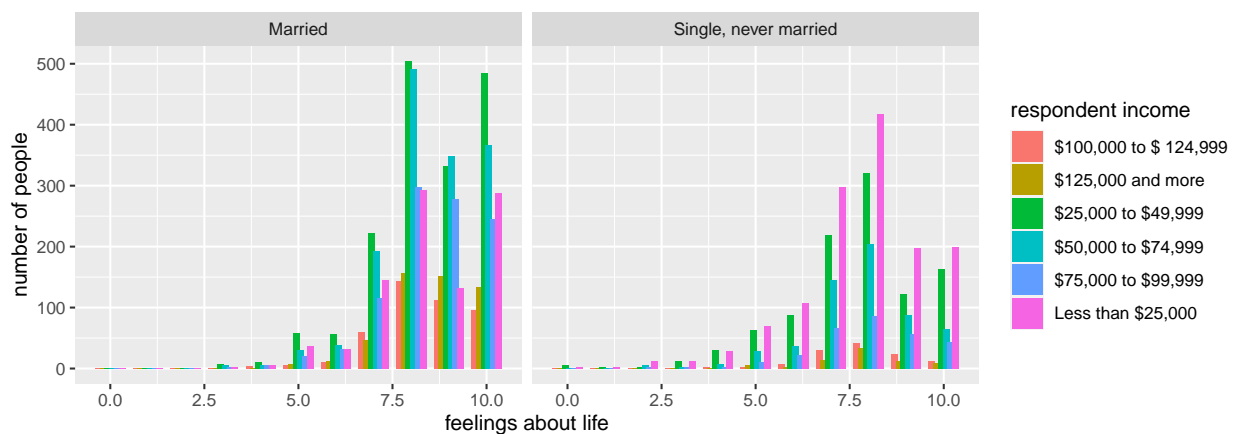 Married
Single, never married
number of people
500
400
300
200
100
0
0.0 2.5 5.0 7.5 10.0
0.0 2.5 5.0 7.5 10.0
feelings about life
respondent income
$100,000 to $ 124,999
$125,000 and more
$25,000 to $49,999
$50,000 to $74,999
$75,000 to $99,999
Less than $25,000